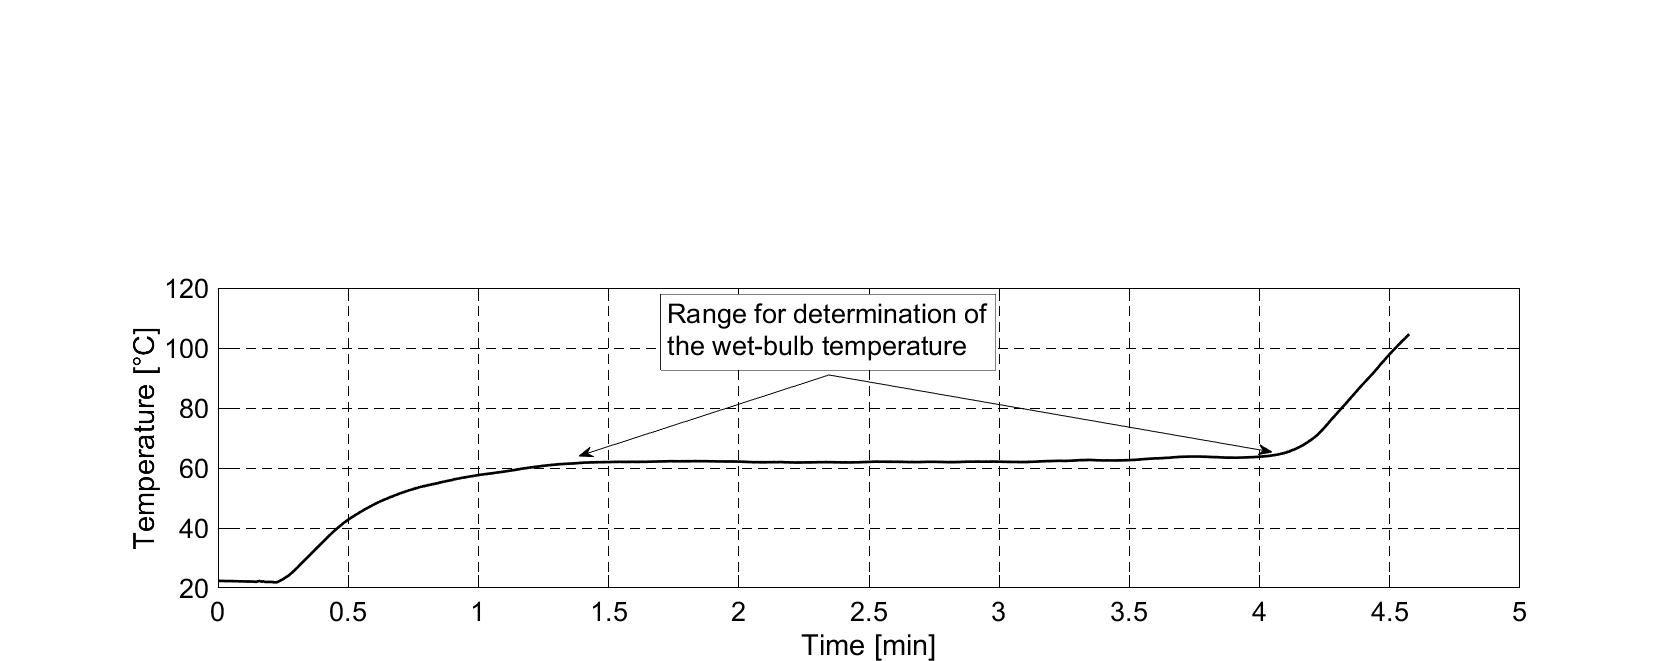 120
Range for determination of
the wet-bulb temperature
100
80
60
40
20
Temperature [°C]
0 0.5 1 1.5 2 2.5 3 3.5 4 4.5 5
Time [min]